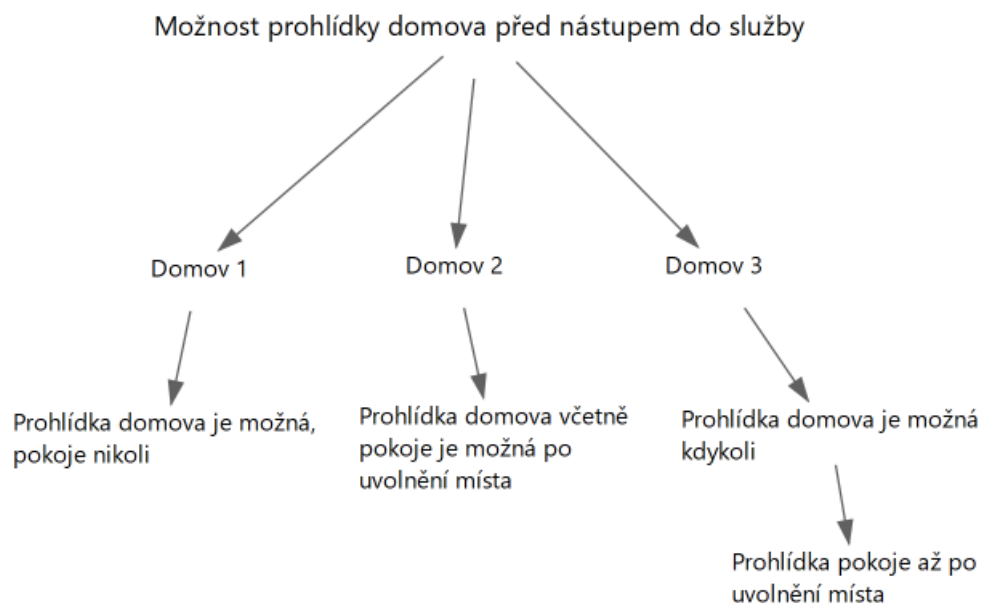 Možnost prohlídky domova před nástupem do služby
Domov 1
Domov 2
Domov 3
Prohlídka domova je možná,
pokoje nikoli
Prohlídka domova včetně
pokoje je možná po
uvolnění místa
Prohlídka domova je možná
kdykoli
Prohlídka pokoje až po
uvolnění místa